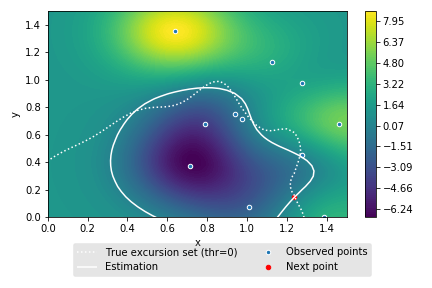 1.4
1.2
1.0
0.8
0.6
0.4
0.2
0.0
y
0.0 0.2 0.4 0.6 0.8 1.0 1.2 1.4
x
7.95
6.37
4.80
3.22
1.64
0.07
−1.51
−3.09
−4.66
−6.24
True excursion set (thr=0)
Estimation
Observed points
Next point